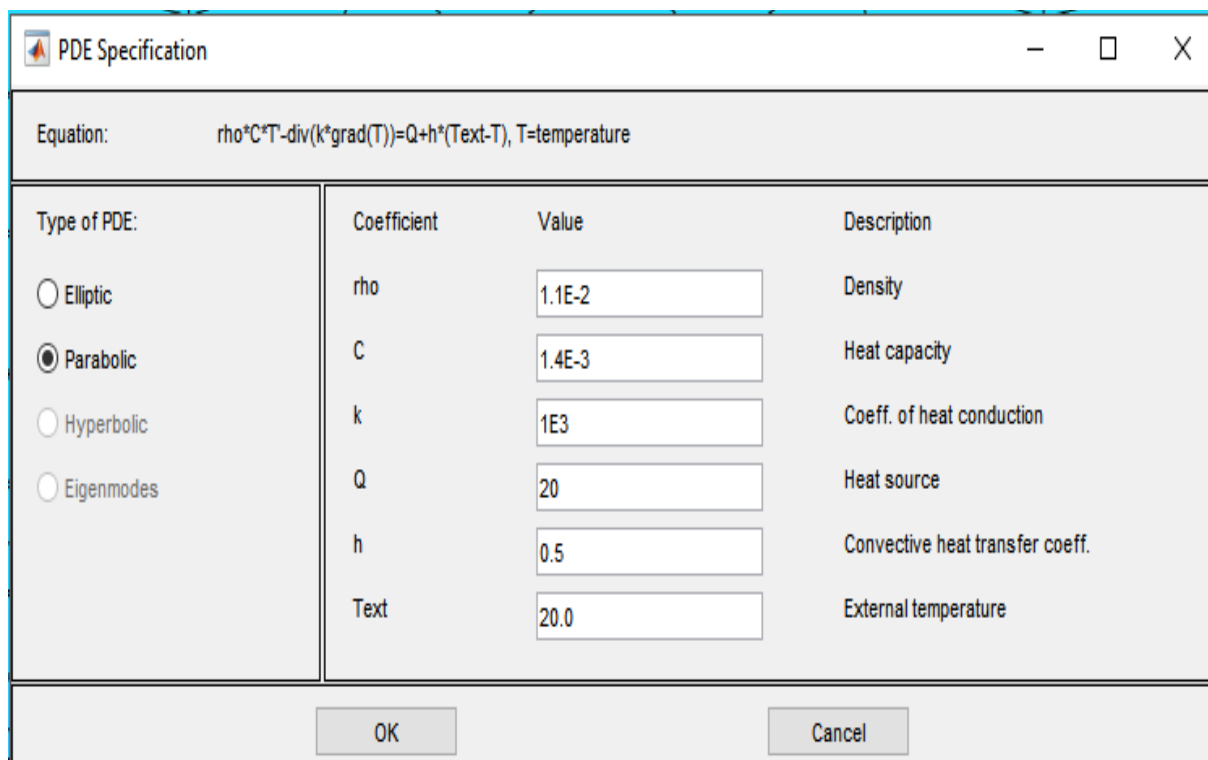 PDE Specification
Equation: rho*C*T'-div(k*grad(T))=Q+h*(Text-T), T=temperature
Type of PDE:
Elliptic
Parabolic
Hyperbolic
Eigenmodes
Coefficient Value Description
rho 1.1E-2 Density
C 1.4E-3 Heat capacity
k 1E3 Coeff. of heat conduction
Q 20 Heat source
h 0.5 Convective heat transfer coeff.
Text 20.0 External temperature
OK Cancel